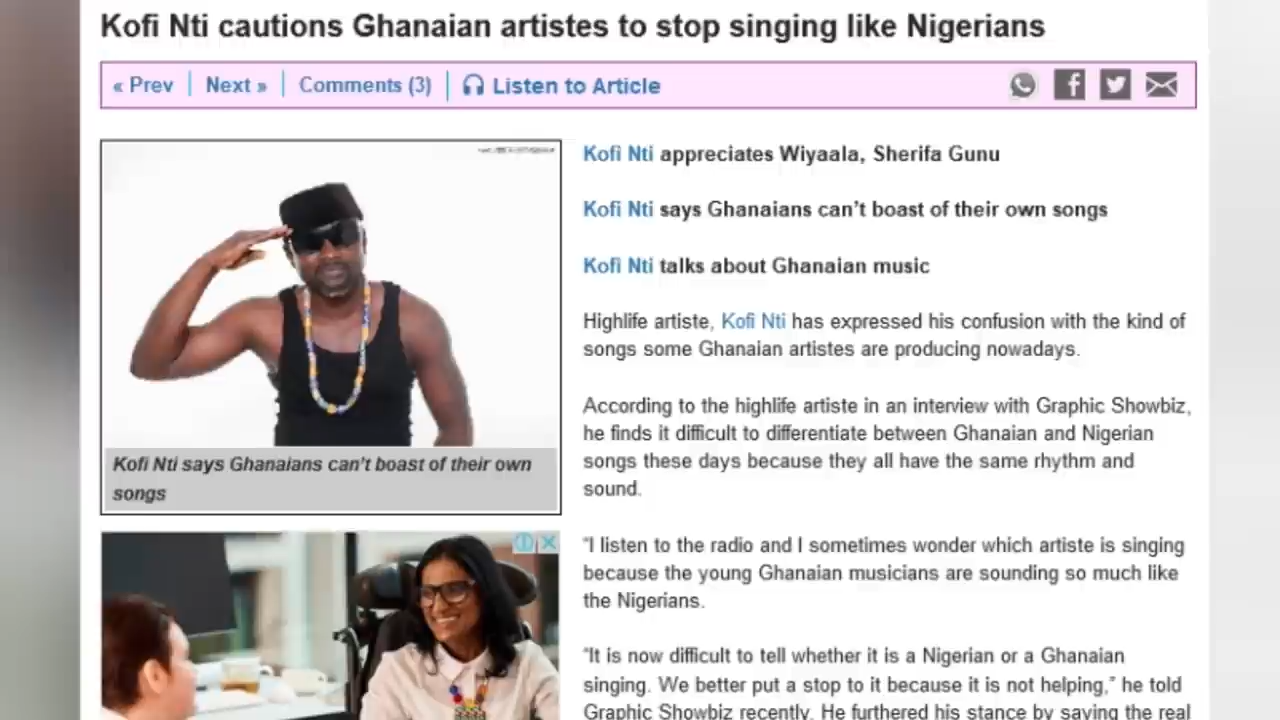 Kofi Nti cautions Ghanaian artistes to stop singing like Nigerians
« Prev
Next »
Comments (3)
Listen to Article
Kofi Nti says Ghanaians can't boast of their own
songs
Kofi Nti appreciates Wiyaala, Sherifa Gunu
Kofi Nti says Ghanaians can't boast of their own songs
Kofi Nti talks about Ghanaian music
Highlife artiste, Kofi Nti has expressed his confusion with the kind of
songs some Ghanaian artistes are producing nowadays.
According to the highlife artiste in an interview with Graphic Showbiz,
he finds it difficult to differentiate between Ghanaian and Nigerian
songs these days because they all have the same rhythm and
sound.
“I listen to the radio and I sometimes wonder which artiste is singing
because the young Ghanaian musicians are sounding so much like
the Nigerians.
“It is now difficult to tell whether it is a Nigerian or a Ghanaian
singing. We better put a stop to it because it is not helping,” he told
Graphic Showbiz recently. He furthered his stance by saying the real